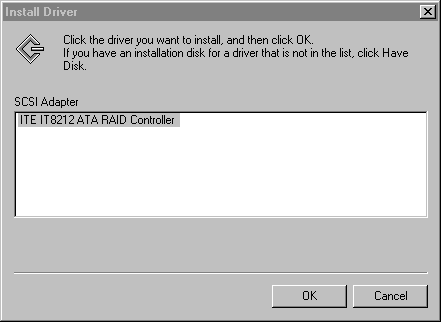 Install Driver
Click the driver you want to install, and then click OK.
If you have an installation disk for a driver that is not in the list, click Have
Disk.
SCSI Adapter
ITE IT8212 ATA RAID Controller
OK
Cancel